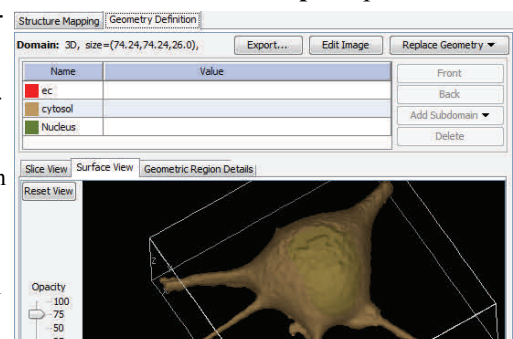 Structure Mapping Geometry Definition
Domain: 3D, size=(74.24,74.24,26.0), Export... Edit Image Replace Geometry
Name Value Front
ec Back
cytosol Add Subdomain
Nucleus Delete
Slice View Surface View Geometric Region Details
Reset View
Z
Opacity
100
75
50